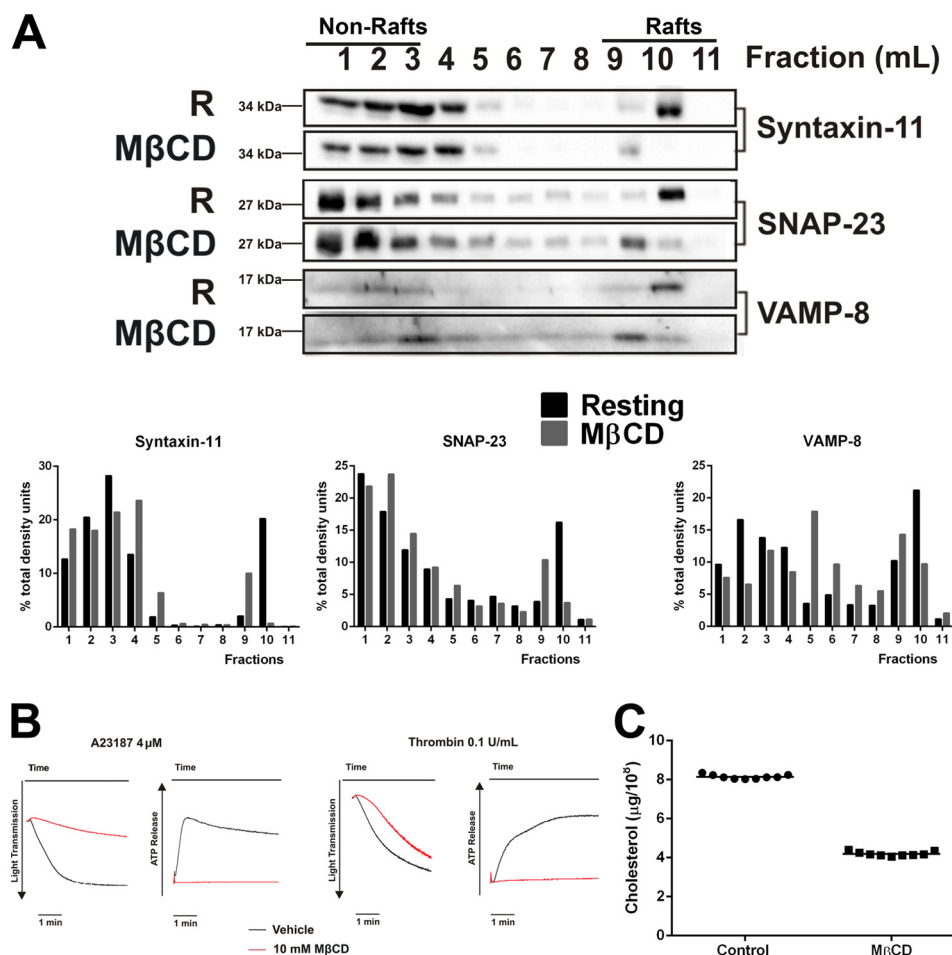 A
Non-Rafts Rafts
1 2 3 4 5 6 7 8 9 10 11 Fraction (mL)
R 34 kDa
MβCD 34 kDa
Syntaxin-11
R 27 kDa
MβCD 27 kDa
SNAP-23
R 17 kDa
MβCD 17 kDa
VAMP-8
Resting
MβCD
Syntaxin-11
% total density units
30
20
10
0
1 2 3 4 5 6 7 8 9 10 11
Fractions
SNAP-23
% total density units
25
20
15
10
5
0
1 2 3 4 5 6 7 8 9 10 11
Fractions
VAMP-8
% total density units
25
20
15
10
5
0
1 2 3 4 5 6 7 8 9 10 11
Fractions
B
A23187 4µM
Time
Light Transmission
1 min
Time
ATP Release
1 min
Thrombin 0.1 U/mL
Time
Light Transmission
1 min
Time
ATP Release
1 min
Vehicle
10 mM MβCD
C
Cholesterol (µg/10⁸)
8
6
4
2
0
Control MβCD